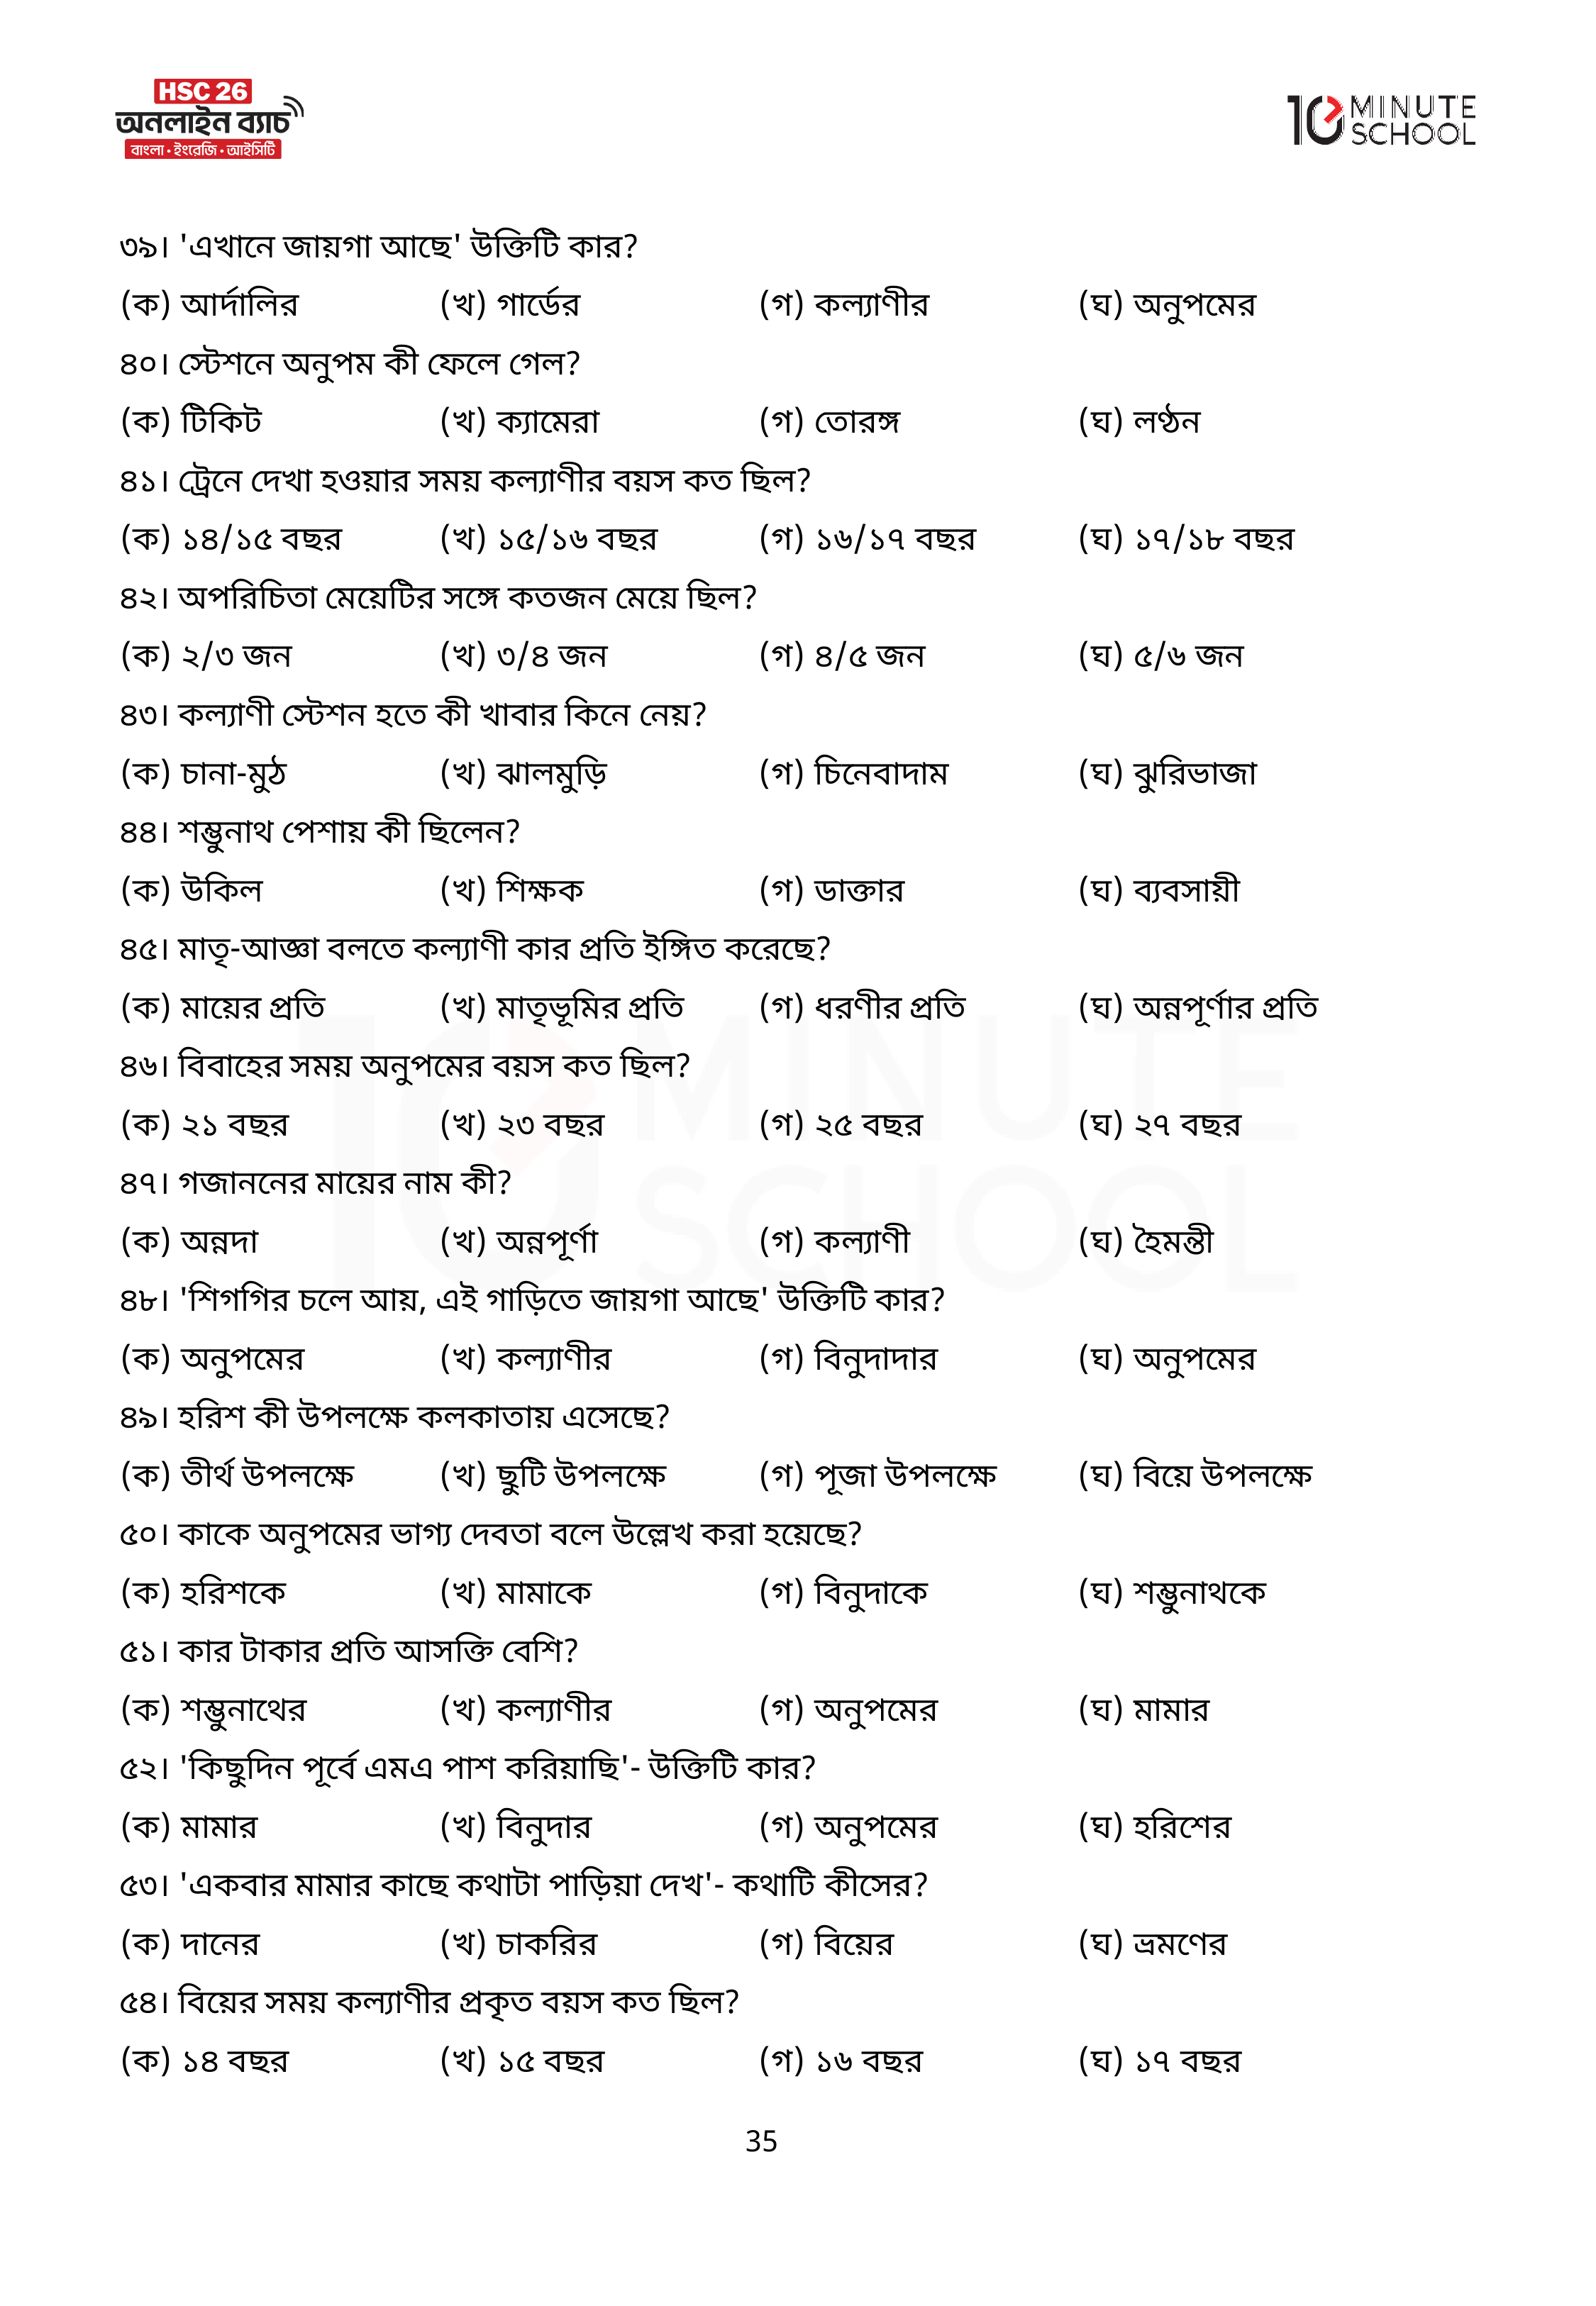 HSC 26
অনলাইন ব্যাচ
বাংলা • ইংরেজি • আইসিটি
10 MINUTE SCHOOL
৩৯। 'এখানে জায়গা আছে' উক্তিটি কার?
(ক) আর্দালির (খ) গার্ডের (গ) কল্যাণীর (ঘ) অনুপমের
৪০। স্টেশনে অনুপম কী ফেলে গেল?
(ক) টিকিট (খ) ক্যামেরা (গ) তোরঙ্গ (ঘ) লণ্ঠন
৪১। ট্রেনে দেখা হওয়ার সময় কল্যাণীর বয়স কত ছিল?
(ক) ১৪/১৫ বছর (খ) ১৫/১৬ বছর (গ) ১৬/১৭ বছর (ঘ) ১৭/১৮ বছর
৪২। অপরিচিতা মেয়েটির সঙ্গে কতজন মেয়ে ছিল?
(ক) ২/৩ জন (খ) ৩/৪ জন (গ) ৪/৫ জন (ঘ) ৫/৬ জন
৪৩। কল্যাণী স্টেশন হতে কী খাবার কিনে নেয়?
(ক) চানা-মুঠ (খ) ঝালমুড়ি (গ) চিনেবাদাম (ঘ) ঝুরিভাজা
৪৪। শম্ভুনাথ পেশায় কী ছিলেন?
(ক) উকিল (খ) শিক্ষক (গ) ডাক্তার (ঘ) ব্যবসায়ী
৪৫। মাতৃ-আজ্ঞা বলতে কল্যাণী কার প্রতি ইঙ্গিত করেছে?
(ক) মায়ের প্রতি (খ) মাতৃভূমির প্রতি (গ) ধরণীর প্রতি (ঘ) অন্নপূর্ণার প্রতি
৪৬। বিবাহের সময় অনুপমের বয়স কত ছিল?
(ক) ২১ বছর (খ) ২৩ বছর (গ) ২৫ বছর (ঘ) ২৭ বছর
৪৭। গজাননের মায়ের নাম কী?
(ক) অন্নদা (খ) অন্নপূর্ণা (গ) কল্যাণী (ঘ) হৈমন্তী
৪৮। 'শিগগির চলে আয়, এই গাড়িতে জায়গা আছে' উক্তিটি কার?
(ক) অনুপমের (খ) কল্যাণীর (গ) বিনুদাদার (ঘ) অনুপমের
৪৯। হরিশ কী উপলক্ষে কলকাতায় এসেছে?
(ক) তীর্থ উপলক্ষে (খ) ছুটি উপলক্ষে (গ) পূজা উপলক্ষে (ঘ) বিয়ে উপলক্ষে
৫০। কাকে অনুপমের ভাগ্য দেবতা বলে উল্লেখ করা হয়েছে?
(ক) হরিশকে (খ) মামাকে (গ) বিনুদাকে (ঘ) শম্ভুনাথকে
৫১। কার টাকার প্রতি আসক্তি বেশি?
(ক) শম্ভুনাথের (খ) কল্যাণীর (গ) অনুপমের (ঘ) মামার
৫২। 'কিছুদিন পূর্বে এমএ পাশ করিয়াছি'- উক্তিটি কার?
(ক) মামার (খ) বিনুদার (গ) অনুপমের (ঘ) হরিশের
৫৩। 'একবার মামার কাছে কথাটা পাড়িয়া দেখ'- কথাটি কীসের?
(ক) দানের (খ) চাকরির (গ) বিয়ের (ঘ) ভ্রমণের
৫৪। বিয়ের সময় কল্যাণীর প্রকৃত বয়স কত ছিল?
(ক) ১৪ বছর (খ) ১৫ বছর (গ) ১৬ বছর (ঘ) ১৭ বছর
35